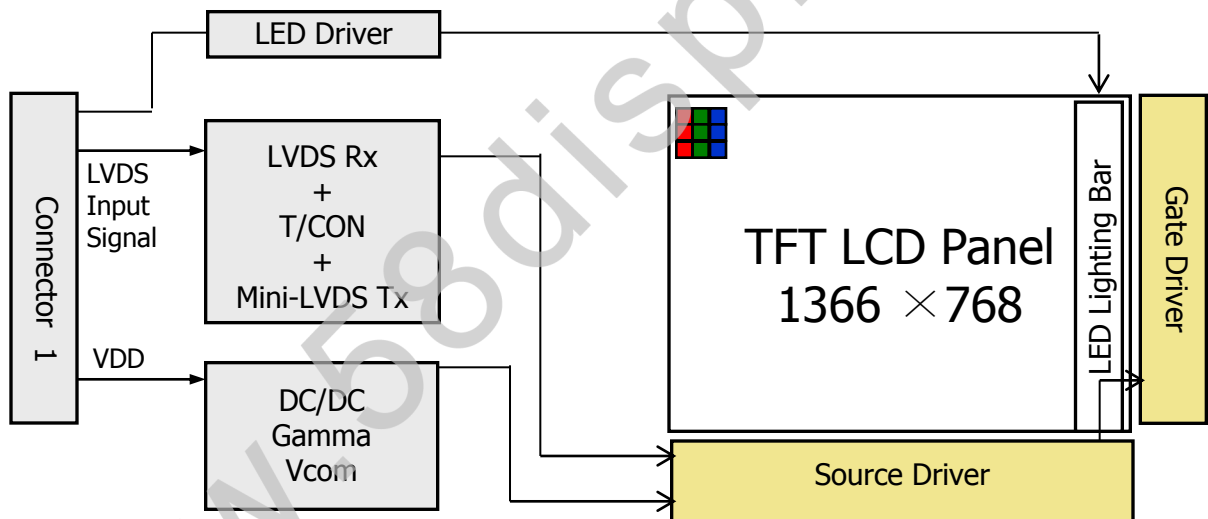 LED Driver
Connector 1
LVDS
Input
Signal
LVDS Rx
+
T/CON
+
Mini-LVDS Tx
VDD
DC/DC
Gamma
Vcom
TFT LCD Panel
1366 × 768
LED Lighting Bar
Gate Driver
Source Driver
w.58disp